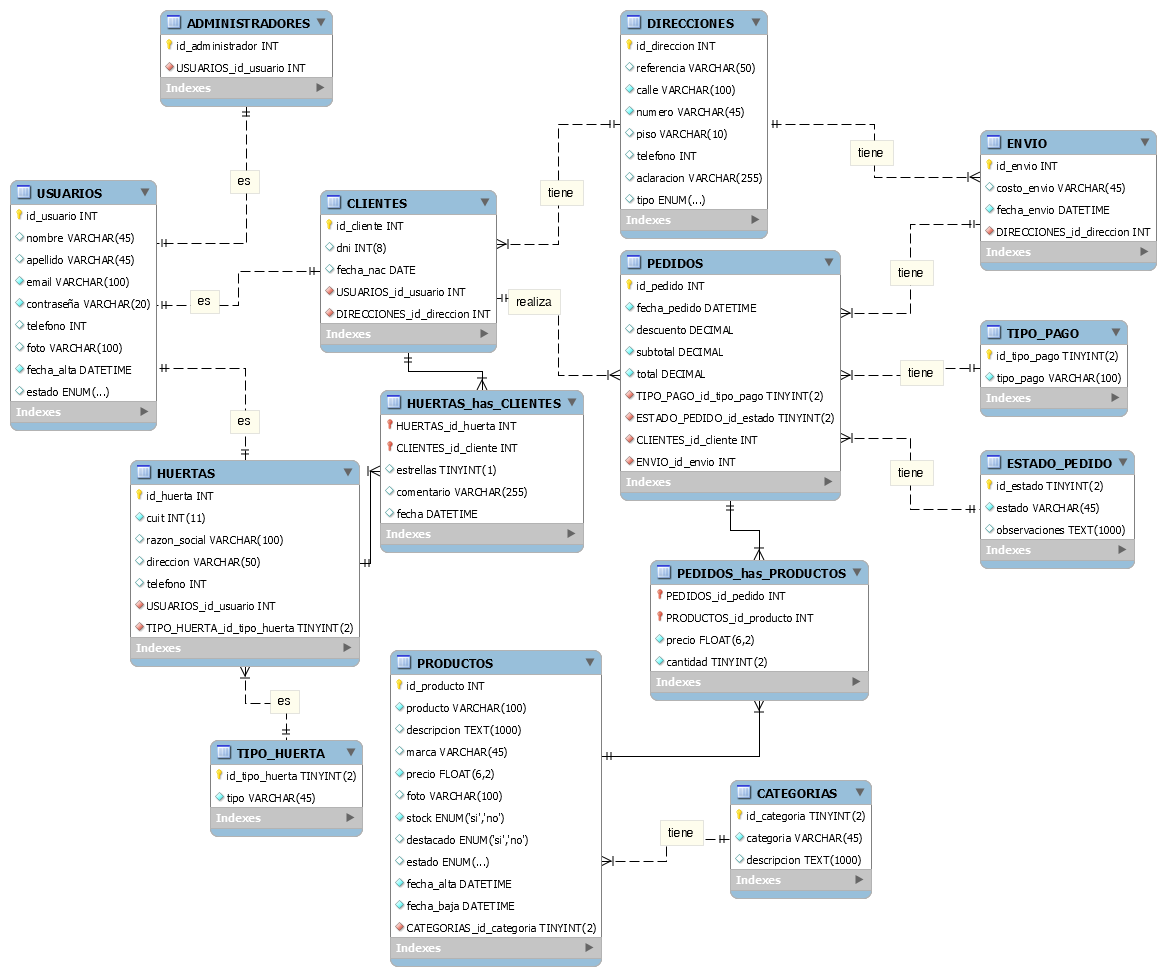 ADMINISTRADORES
id_administrador INT
USUARIOS_id_usuario INT
Indexes
DIRECCIONES
id_direccion INT
referencia VARCHAR(50)
calle VARCHAR(100)
numero VARCHAR(45)
piso VARCHAR(10)
telefono INT
aclaracion VARCHAR(255)
tipo ENUM(...)
Indexes
tiene
ENVIO
id_envio INT
costo_envio VARCHAR(45)
fecha_envio DATETIME
DIRECCIONES_id_direccion INT
Indexes
es
USUARIOS
id_usuario INT
nombre VARCHAR(45)
apellido VARCHAR(45)
email VARCHAR(100)
contraseña VARCHAR(20)
telefono INT
foto VARCHAR(100)
fecha_alta DATETIME
estado ENUM(...)
Indexes
es
CLIENTES
id_cliente INT
dni INT(8)
fecha_nac DATE
USUARIOS_id_usuario INT
DIRECCIONES_id_direccion INT
Indexes
tiene
realiza
PEDIDOS
id_pedido INT
fecha_pedido DATETIME
descuento DECIMAL
subtotal DECIMAL
total DECIMAL
TIPO_PAGO_id_tipo_pago TINYINT(2)
ESTADO_PEDIDO_id_estado TINYINT(2)
CLIENTES_id_cliente INT
ENVIO_id_envio INT
Indexes
tiene
TIPO_PAGO
id_tipo_pago TINYINT(2)
tipo_pago VARCHAR(100)
Indexes
tiene
ESTADO_PEDIDO
id_estado TINYINT(2)
estado VARCHAR(45)
observaciones TEXT(1000)
Indexes
tiene
HUERTAS_has_CLIENTES
HUERTAS_id_huerta INT
CLIENTES_id_cliente INT
estrellas TINYINT(1)
comentario VARCHAR(255)
fecha DATETIME
Indexes
es
HUERTAS
id_huerta INT
cuit INT(11)
razon_social VARCHAR(100)
direccion VARCHAR(50)
telefono INT
USUARIOS_id_usuario INT
TIPO_HUERTA_id_tipo_huerta TINYINT(2)
Indexes
es
TIPO_HUERTA
id_tipo_huerta TINYINT(2)
tipo VARCHAR(45)
Indexes
PEDIDOS_has_PRODUCTOS
PEDIDOS_id_pedido INT
PRODUCTOS_id_producto INT
precio FLOAT(6,2)
cantidad TINYINT(2)
Indexes
PRODUCTOS
id_producto INT
producto VARCHAR(100)
descripcion TEXT(1000)
marca VARCHAR(45)
precio FLOAT(6,2)
foto VARCHAR(100)
stock ENUM('si','no')
destacado ENUM('si','no')
estado ENUM(...)
fecha_alta DATETIME
fecha_baja DATETIME
CATEGORIAS_id_categoria TINYINT(2)
Indexes
tiene
CATEGORIAS
id_categoria TINYINT(2)
categoria VARCHAR(45)
descripcion TEXT(1000)
Indexes